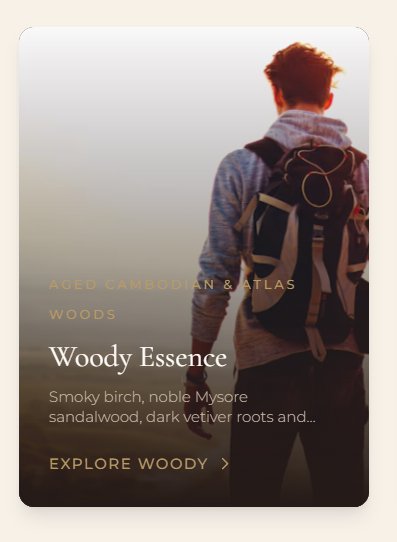 AGED CAMBODIAN & ATLAS
WOODS
Woody Essence
Smoky birch, noble Mysore
sandalwood, dark vetiver roots and...
EXPLORE WOODY >